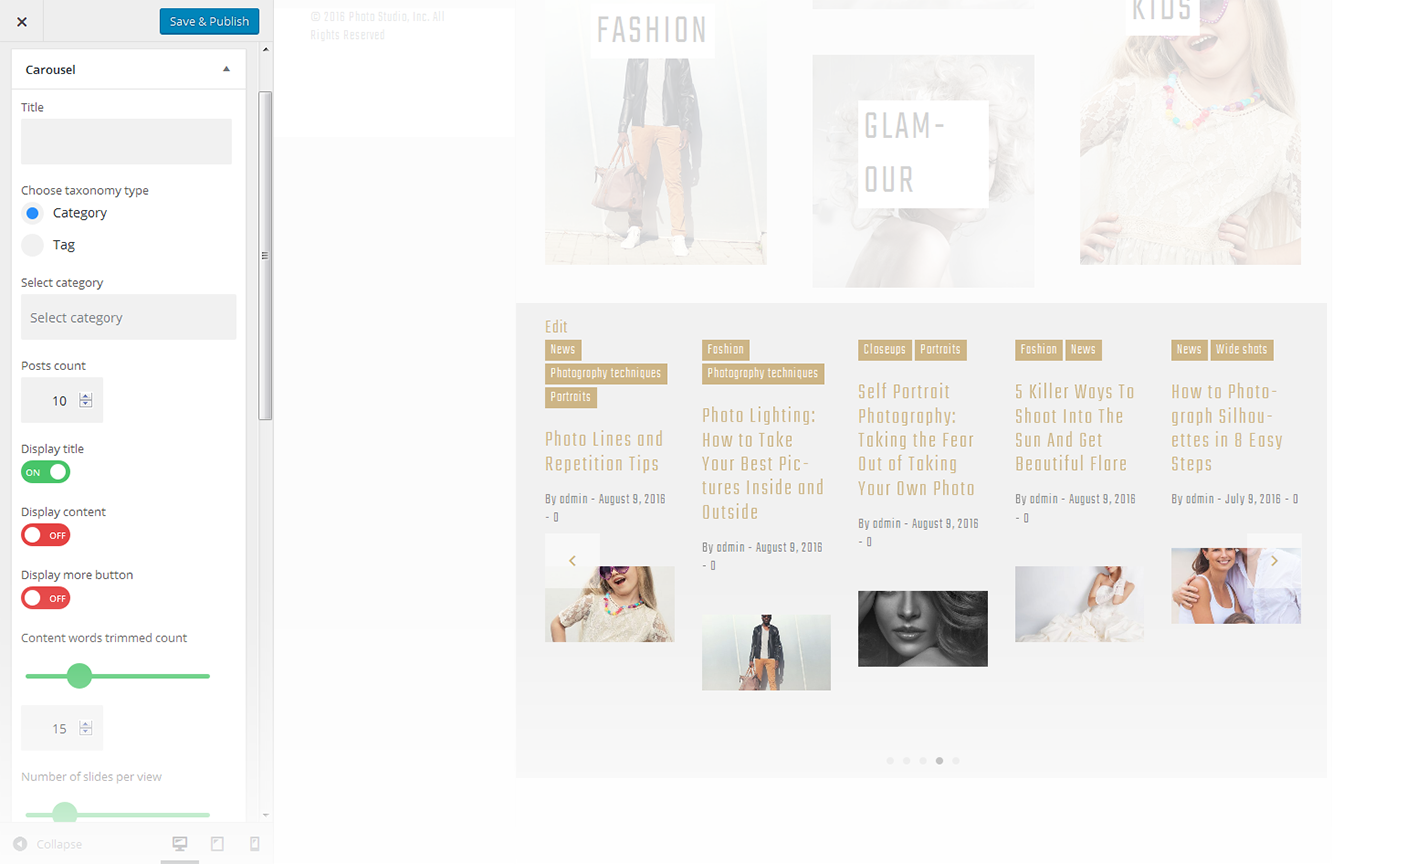 Save & Publish
Carousel
Title
Choose taxonomy type
Category
Tag
Select category
Select category
Posts count
10
Display title
ON
Display content
OFF
Display more button
OFF
Content words trimmed count
15
Number of slides per view
Collapse
© 2016 Photo Studio, Inc. All
Rights Reserved
FASHION
GLAM-
OUR
KIDS
Edit
News
Photography techniques
Portraits
Photo Lines and
Repetition Tips
By admin - August 9, 2016
- 0
Fashion
Photography techniques
Photo Lighting:
How to Take
Your Best Pic-
tures Inside and
Outside
By admin - August 9, 2016
- 0
Closeups Portraits
Self Portrait
Photography:
Taking the Fear
Out of Taking
Your Own Photo
By admin - August 9, 2016
- 0
Fashion News
5 Killer Ways To
Shoot Into The
Sun And Get
Beautiful Flare
By admin - August 9, 2016
- 0
News Wide shots
How to Photo-
graph Silhou-
ettes in 8 Easy
Steps
By admin - July 9, 2016 - 0